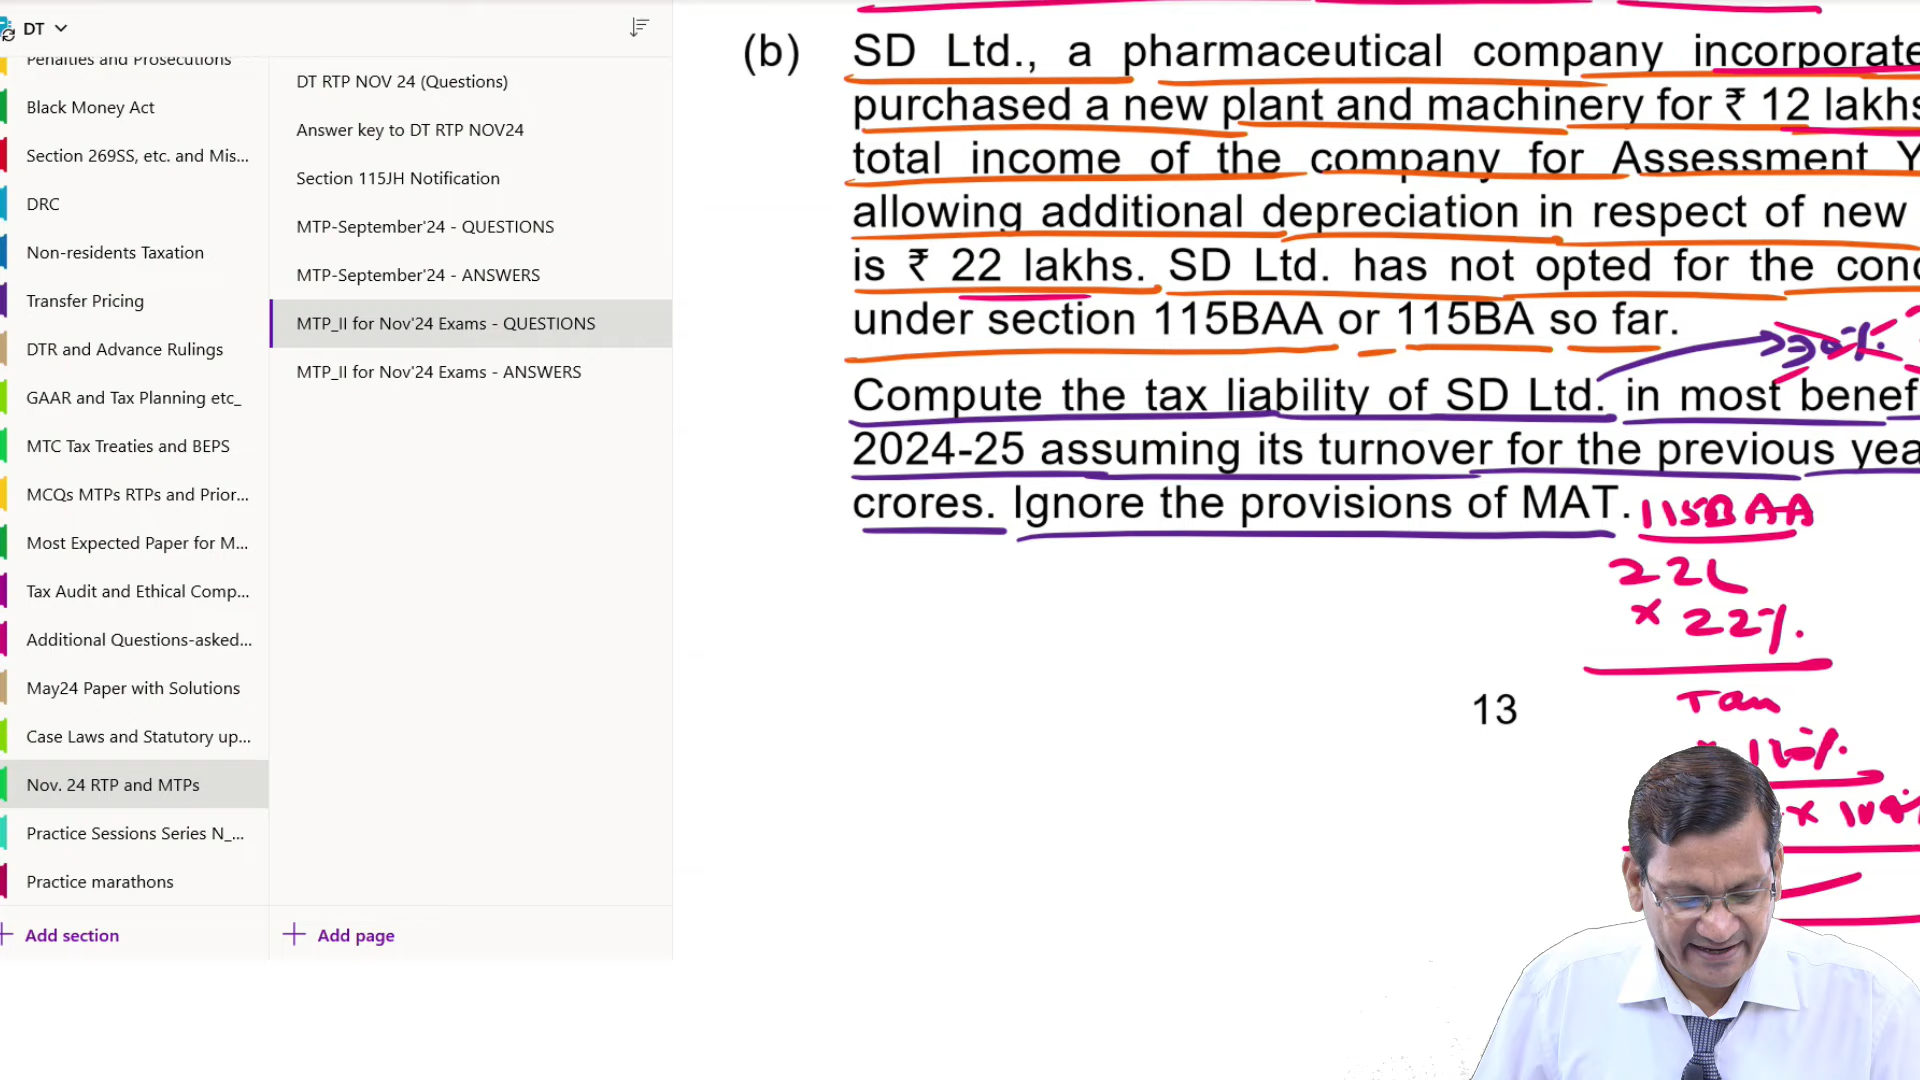 DT
Penalties and Prosecutions
Black Money Act
Section 269SS, etc. and Mis...
DRC
Non-residents Taxation
Transfer Pricing
DTR and Advance Rulings
GAAR and Tax Planning etc_
MTC Tax Treaties and BEPS
MCQs MTPs RTPs and Prior...
Most Expected Paper for M...
Tax Audit and Ethical Comp...
Additional Questions-asked...
May24 Paper with Solutions
Case Laws and Statutory up...
Nov. 24 RTP and MTPs
Practice Sessions Series N_...
Practice marathons
Add section
DT RTP NOV 24 (Questions)
Answer key to DT RTP NOV24
Section 115JH Notification
MTP-September'24 - QUESTIONS
MTP-September'24 - ANSWERS
MTP_II for Nov'24 Exams - QUESTIONS
MTP_II for Nov'24 Exams - ANSWERS
Add page
(b) SD Ltd., a pharmaceutical company incorporate
purchased a new plant and machinery for ₹ 12 lakhs
total income of the company for Assessment Y
allowing additional depreciation in respect of new
is ₹ 22 lakhs. SD Ltd. has not opted for the conc
under section 115BAA or 115BA so far.
30%.
Compute the tax liability of SD Ltd. in most benef
2024-25 assuming its turnover for the previous yea
crores. Ignore the provisions of MAT.
115BAA
22L
× 22%.
Tax
13